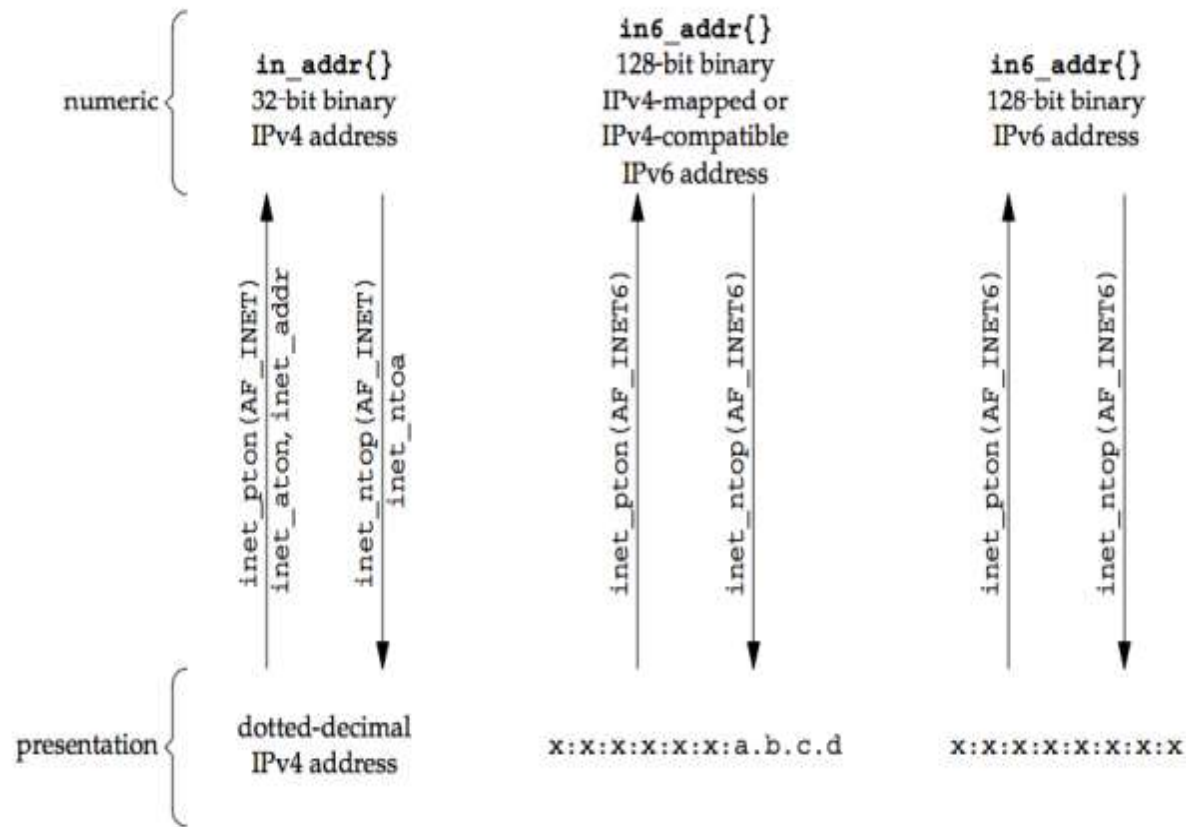 numeric
in_addr{}
32-bit binary
IPv4 address
in6_addr{}
128-bit binary
IPv4-mapped or
IPv4-compatible
IPv6 address
in6_addr{}
128-bit binary
IPv6 address
inet_pton(AF_INET)
inet_aton, inet_addr
inet_ntop(AF_INET)
inet_ntoa
inet_pton(AF_INET6)
inet_ntop(AF_INET6)
inet_pton(AF_INET6)
inet_ntop(AF_INET6)
presentation
dotted-decimal
IPv4 address
x:x:x:x:x:x:a.b.c.d
x:x:x:x:x:x:x:x